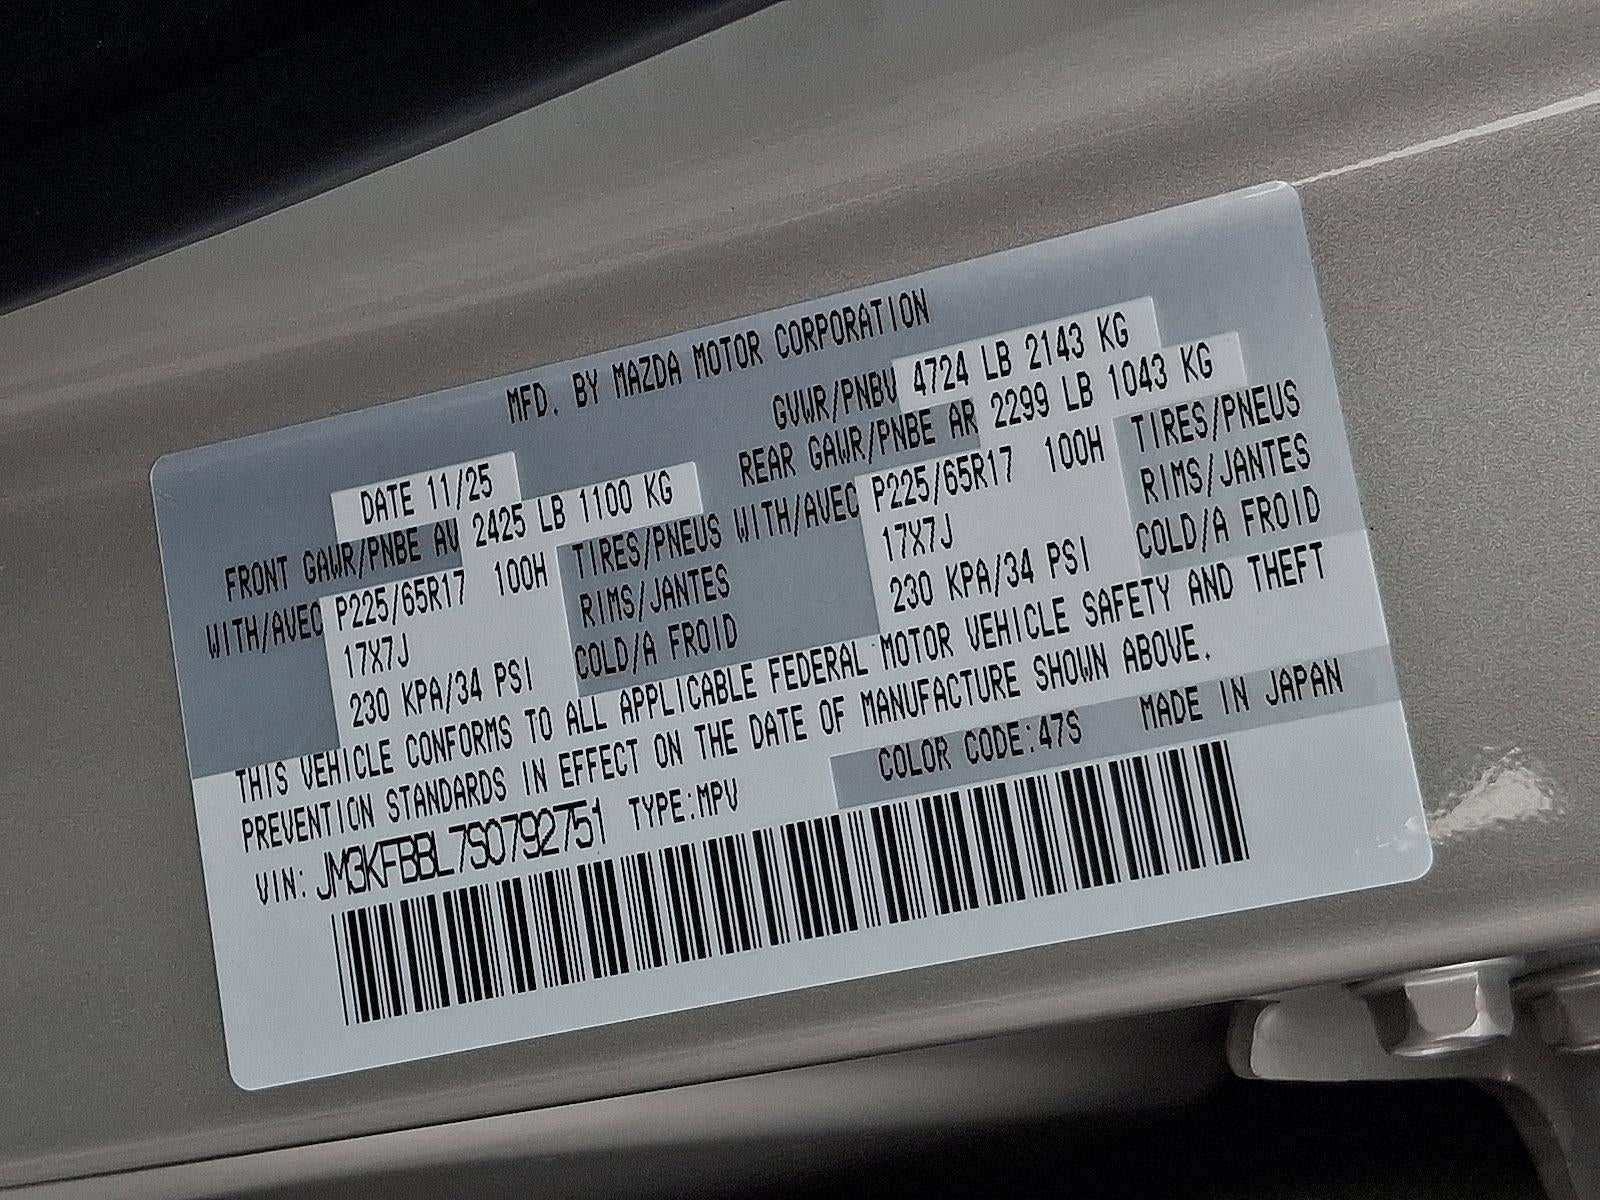 MFD. BY MAZDA MOTOR CORPORATION
DATE 11/25
GVWR/PNBV 4724 LB 2143 KG
FRONT GAWR/PNBE AV 2425 LB 1100 KG
REAR GAWR/PNBE AR 2299 LB 1043 KG
WITH/AVEC P225/65R17 100H TIRES/PNEUS
17X7J RIMS/JANTES
230 KPA/34 PSI COLD/A FROID
WITH/AVEC P225/65R17 100H TIRES/PNEUS
17X7J RIMS/JANTES
230 KPA/34 PSI COLD/A FROID
THIS VEHICLE CONFORMS TO ALL APPLICABLE FEDERAL MOTOR VEHICLE SAFETY AND THEFT
PREVENTION STANDARDS IN EFFECT ON THE DATE OF MANUFACTURE SHOWN ABOVE.
VIN: JM3KFBBL7S0792751 TYPE:MPV
COLOR CODE:47S MADE IN JAPAN